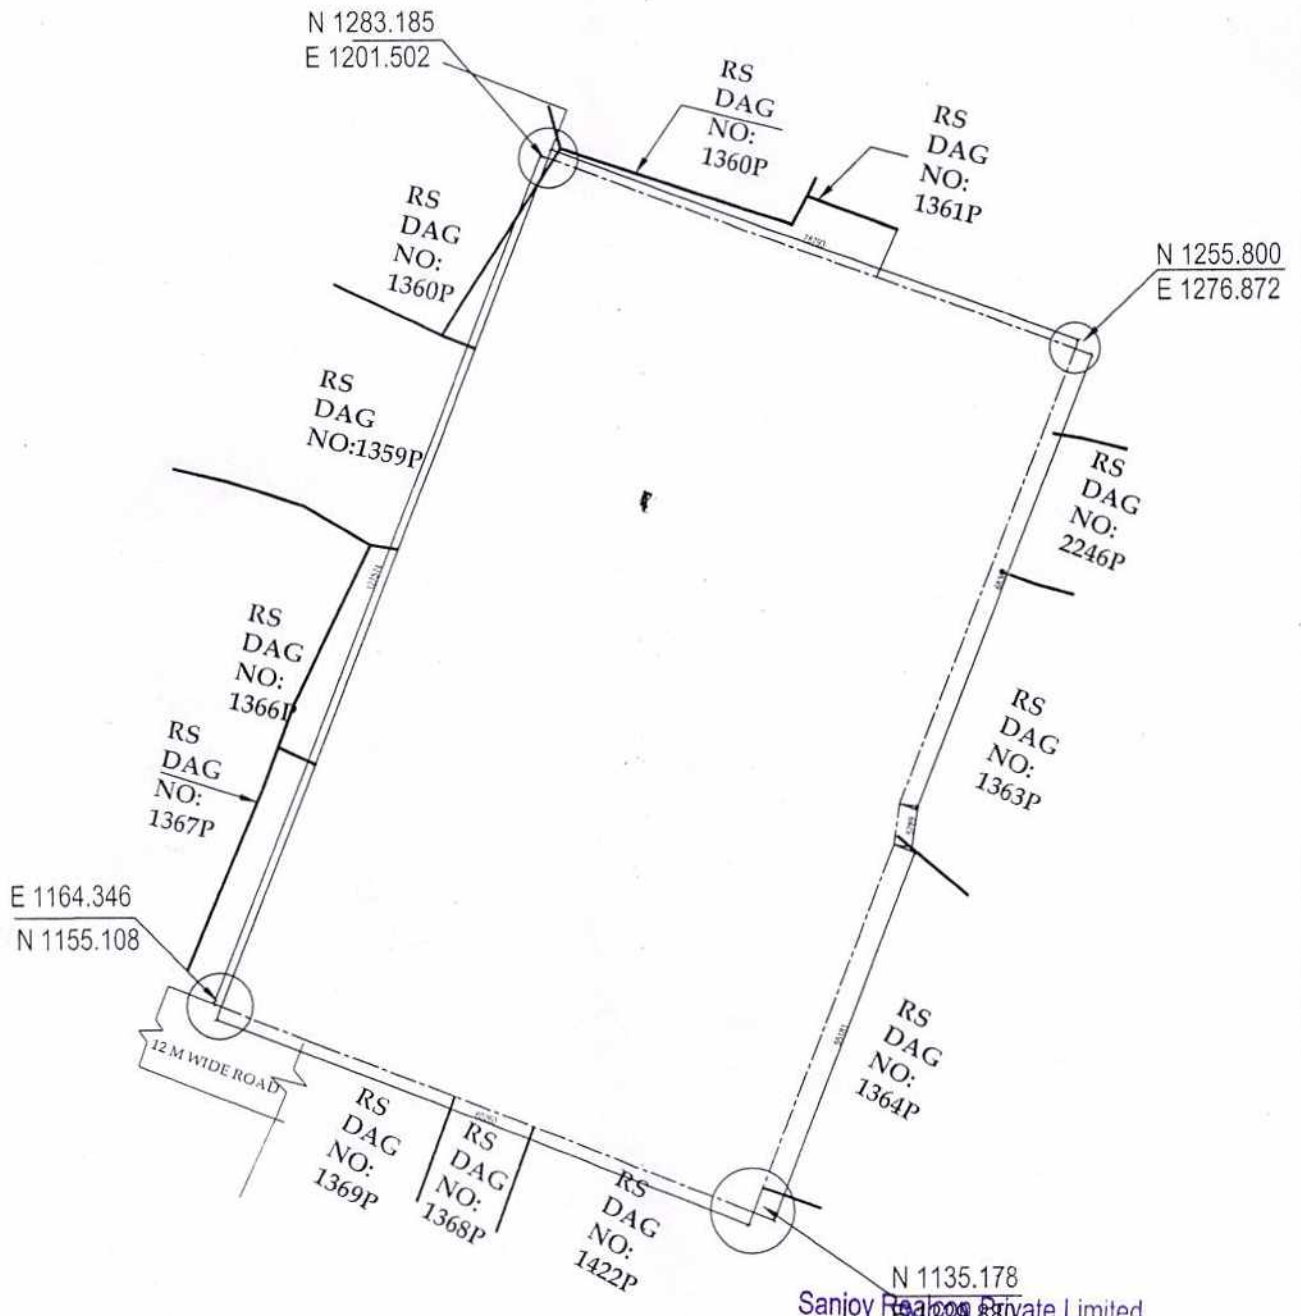 N 1283.185
E 1201.502
RS
DAG
NO:
1360P
RS
DAG
NO:
1361P
RS
DAG
NO:
1360P
N 1255.800
E 1276.872
RS
DAG
NO:1359P
RS
DAG
NO:
2246P
RS
DAG
NO:
1366P
RS
DAG
NO:
1363P
RS
DAG
NO:
1367P
E 1164.346
N 1155.108
RS
DAG
NO:
1364P
12 M WIDE ROAD
RS
DAG
NO:
1369P
RS
DAG
NO:
1368P
RS
DAG
NO:
1422P
N 1135.178
Sanjoy Private Limited